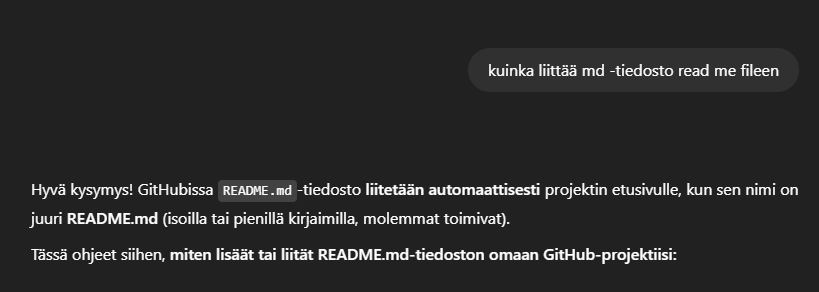 kuinka liittää md -tiedosto read me fileen
Hyvä kysymys! GitHubissa README.md-tiedosto liitetään automaattisesti projektin etusivulle, kun sen nimi on
juuri README.md (isoilla tai pienillä kirjaimilla, molemmat toimivat).
Tässä ohjeet siihen, miten lisäät tai liität README.md-tiedoston omaan GitHub-projektiisi: